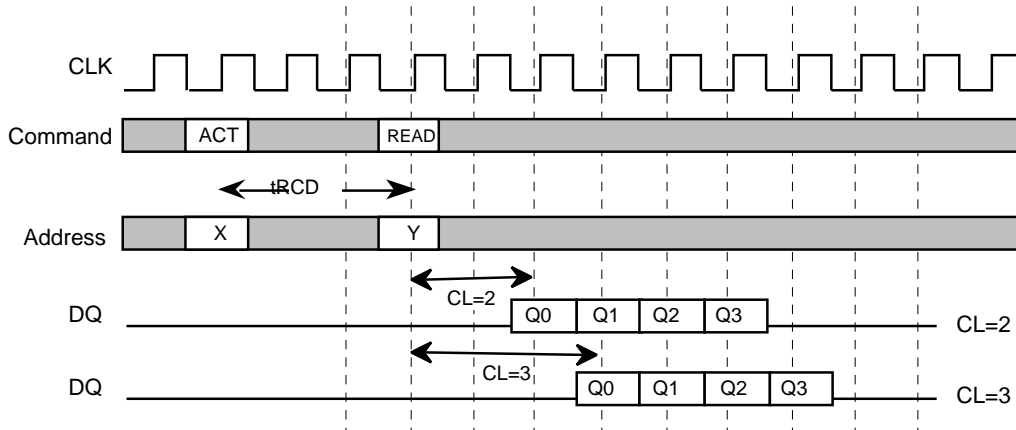 CLK
Command ACT READ
tRCD
Address X Y
CL=2
DQ Q0 Q1 Q2 Q3 CL=2
CL=3
DQ Q0 Q1 Q2 Q3 CL=3